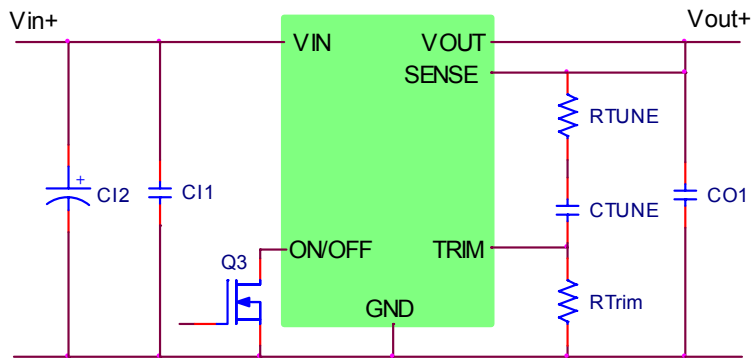 Vin+
Vout+
VIN
VOUT
SENSE
RTUNE
+
CI2
CI1
CTUNE
CO1
Q3
ON/OFF
TRIM
RTrim
GND